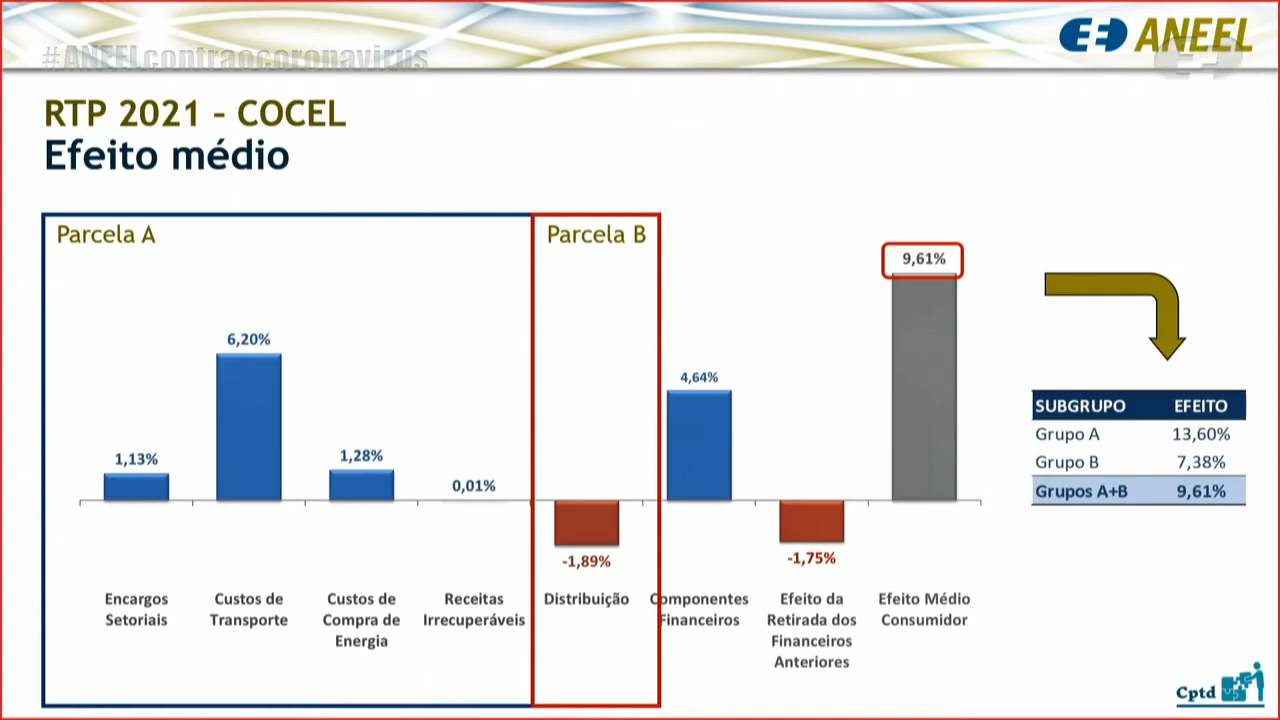 #ANEELcontraocoronavirus
ANEEL
RTP 2021 – COCEL
Efeito médio
Parcela A
Parcela B
9,61%
6,20%
4,64%
1,13%
1,28%
0,01%
-1,89%
-1,75%
Encargos
Setoriais
Custos de
Transporte
Custos de
Compra de
Energia
Receitas
Irrecuperáveis
Distribuição
Componentes
Financeiros
Efeito da
Retirada dos
Financeiros
Anteriores
Efeito Médio
Consumidor
SUBGRUPO EFEITO
Grupo A 13,60%
Grupo B 7,38%
Grupos A+B 9,61%
Cptd